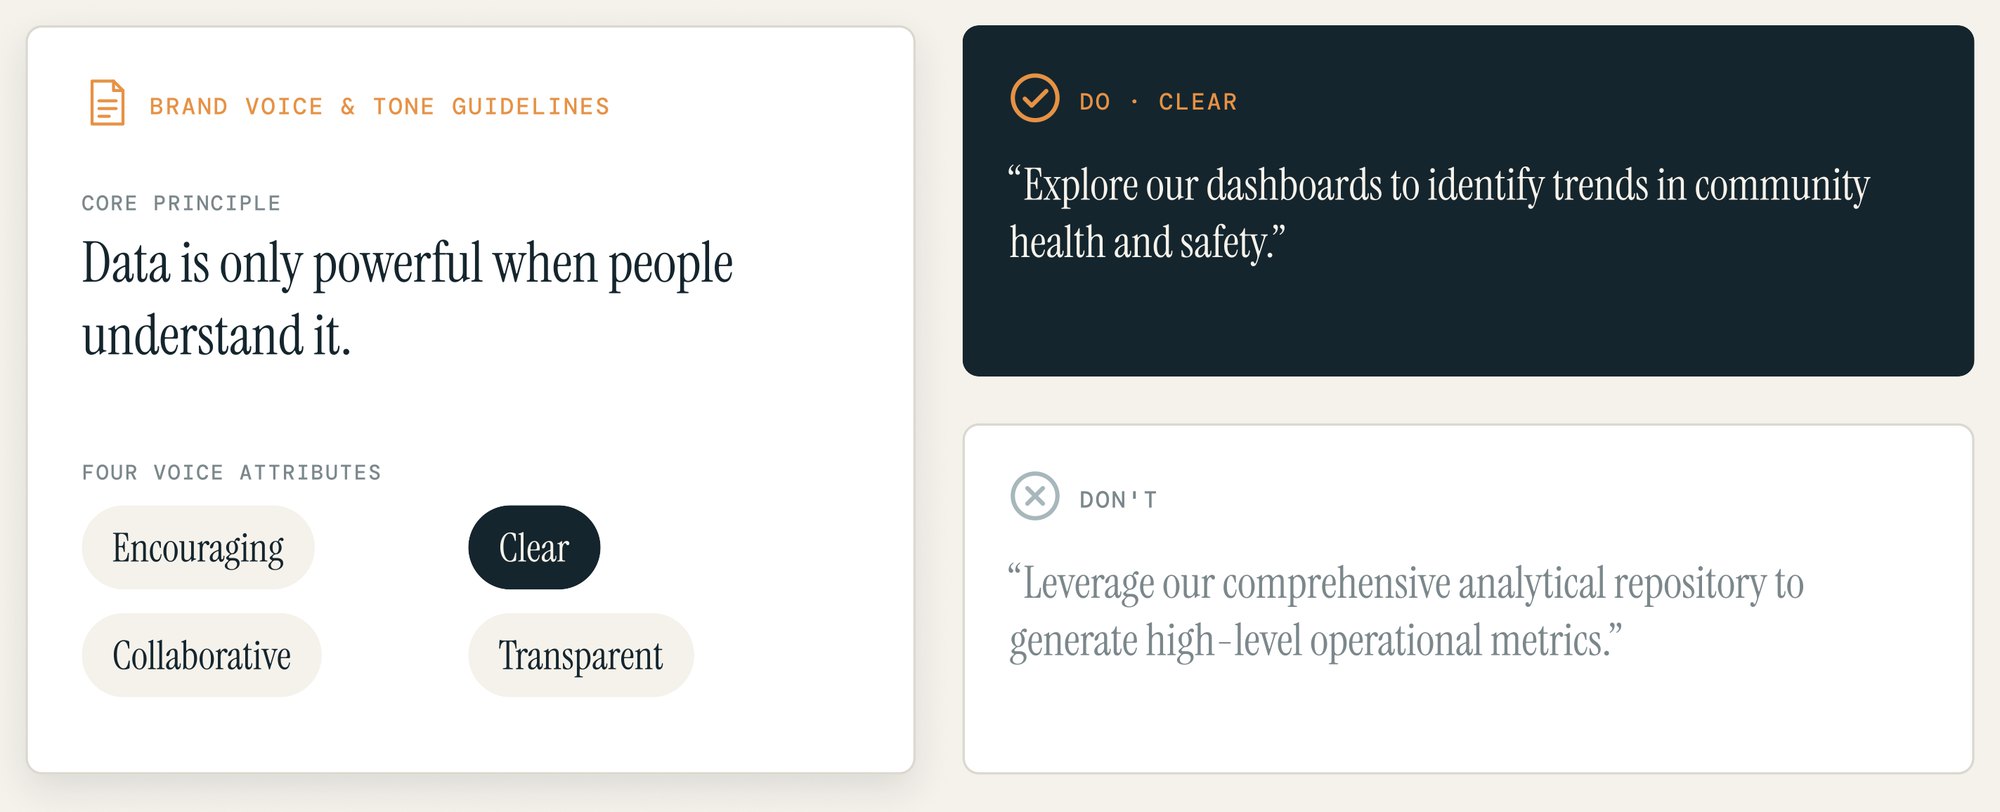 BRAND VOICE & TONE GUIDELINES
CORE PRINCIPLE
Data is only powerful when people
understand it.
FOUR VOICE ATTRIBUTES
Encouraging
Clear
Collaborative
Transparent
DO · CLEAR
“Explore our dashboards to identify trends in community
health and safety.”
DON'T
“Leverage our comprehensive analytical repository to
generate high-level operational metrics.”